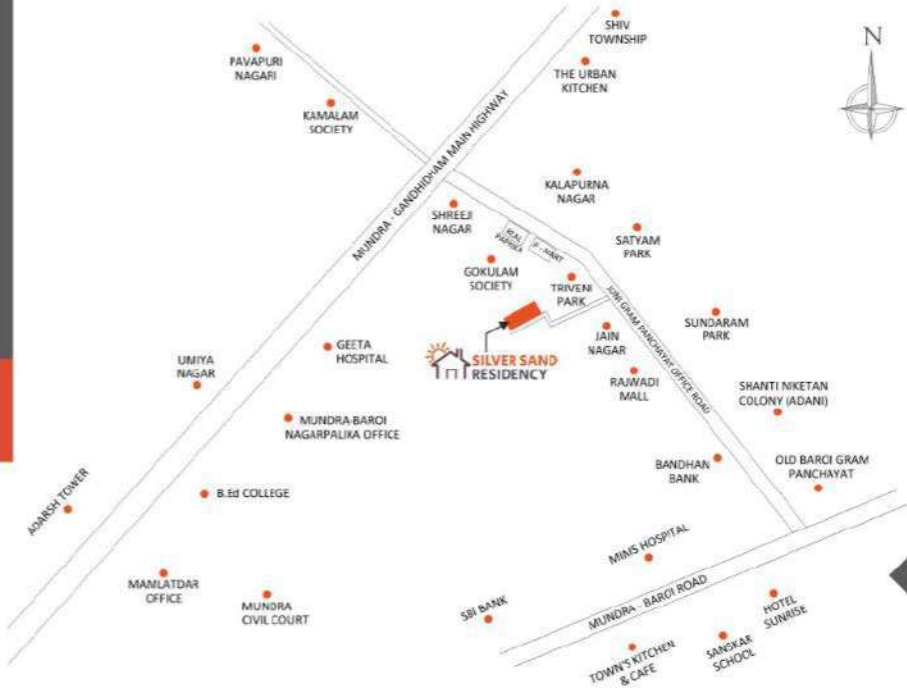 SHIV
TOWNSHIP
N
PAVAPURI
NAGARI
THE URBAN
KITCHEN
KAMALAM
SOCIETY
MUNDRA - GANDHIDHAM MAIN HIGHWAY
KALAPURNA
NAGAR
SHREEJI
NAGAR
REAL
PAPRIKA
P - MART
SATYAM
PARK
GOKULAM
SOCIETY
TRIVENI
PARK
JUNI GRAM PANCHAYAT OFFICE ROAD
SUNDARAM
PARK
JAIN
NAGAR
GEETA
HOSPITAL
UMIYA
NAGAR
SILVER SAND
RESIDENCY
RAJWADI
MALL
SHANTI NIKETAN
COLONY (ADANI)
MUNDRA-BAROI
NAGARPALIKA OFFICE
BANDHAN
BANK
OLD BAROI GRAM
PANCHAYAT
ADARSH TOWER
B.Ed COLLEGE
MIMS HOSPITAL
MAMLATDAR
OFFICE
MUNDRA
CIVIL COURT
SBI BANK
MUNDRA - BAROI ROAD
HOTEL
SUNRISE
TOWN'S KITCHEN
& CAFE
SANSKAR
SCHOOL